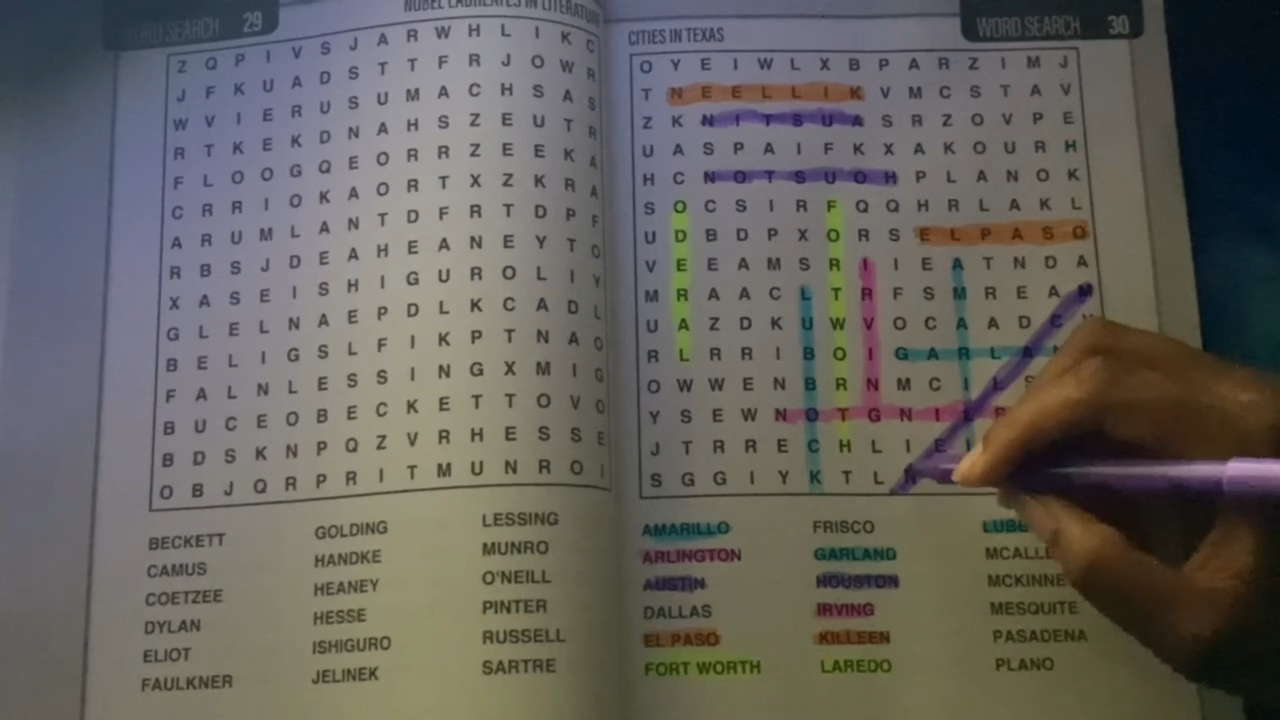 WORD SEARCH 29
NOBEL LAUREATES IN LITERATURE
Z Q P I V S J A R W H L I K C
J F K U A D S T T F R J O W R
W V I E R U S U M A C H S A S
R T K E K D N A H S Z E U T R
F L O O G Q E O R R Z E E K A
C R R I O K A O R T X Z K R A
A R U M L A N T D F R T D P F
R B S J D E A H E A N E Y T O
X A S E I S H I G U R O L I Y
G L E L N A E P D L K C A D L
B E L I G S L F I K P T N A O
F A L N L E S S I N G X M I G
B U C E O B E C K E T T O V O
B D S K N P Q Z V R H E S S E
O B J Q R P R I T M U N R O I
BECKETT
CAMUS
COETZEE
DYLAN
ELIOT
FAULKNER
GOLDING
HANDKE
HEANEY
HESSE
ISHIGURO
JELINEK
LESSING
MUNRO
O'NEILL
PINTER
RUSSELL
SARTRE
CITIES IN TEXAS
WORD SEARCH 30
O Y E I W L X B P A R Z I M J
T N E E L L I K V M C S T A V
Z K N I T S U A S R Z O V P E
U A S P A I F K X A K O U R H
H C N O T S U O H P L A N O K
S O C S I R F Q Q H R L A K L
U D B D P X O R S E L P A S O
V E E A M S R I I E A T N D A
M R A A C L T R F S M R E A M
U A Z D K U W V O C A A D C
R L R R I B O I G A R L A
O W W E N B R N M C I L
Y S E W N O T G N I L
J T R R E C H L I E L
S G G I Y K T L N
AMARILLO
ARLINGTON
AUSTIN
DALLAS
EL PASO
FORT WORTH
FRISCO
GARLAND
HOUSTON
IRVING
KILLEEN
LAREDO
LUBB
MCALLE
MCKINNE
MESQUITE
PASADENA
PLANO